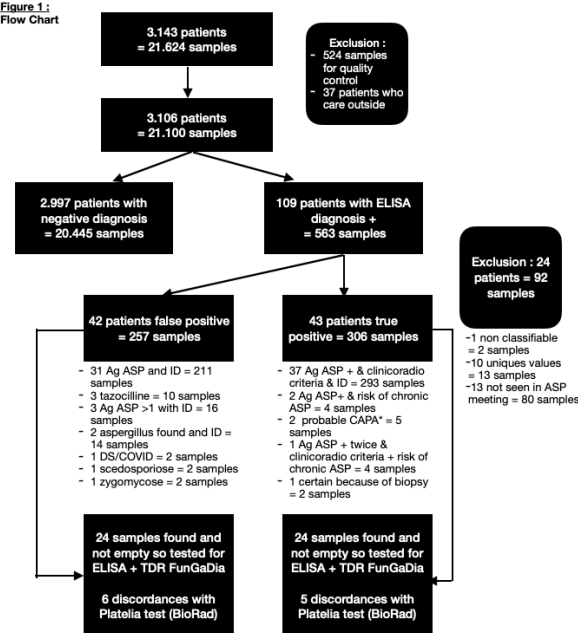 Figure 1 :
Flow Chart
3.143 patients
= 21.624 samples
Exclusion :
- 524 samples
for quality
control
- 37 patients who
care outside
3.106 patients
= 21.100 samples
2.997 patients with
negative diagnosis
= 20.445 samples
109 patients with ELISA
diagnosis +
= 563 samples
Exclusion : 24
patients = 92
samples
-1 non classifiable
= 2 samples
-10 uniques values
= 13 samples
-13 not seen in ASP
meeting = 80 samples
42 patients false positive
= 257 samples
43 patients true
positive = 306 samples
- 31 Ag ASP and ID = 211
samples
- 3 tazocilline = 10 samples
- 3 Ag ASP >1 with ID = 16
samples
- 2 aspergillus found and ID =
14 samples
- 1 DS/COVID = 2 samples
- 1 scedosporiose = 2 samples
- 1 zygomycose = 2 samples
- 37 Ag ASP + & clinicoradio
criteria & ID = 293 samples
- 2 Ag ASP+ & risk of chronic
ASP = 4 samples
- 2 probable CAPA* = 5
samples
- 1 Ag ASP + twice &
clinicoradio criteria + risk of
chronic ASP = 4 samples
- 1 certain because of biopsy
= 2 samples
24 samples found and
not empty so tested for
ELISA + TDR FunGaDia
6 discordances with
Platelia test (BioRad)
24 samples found and
not empty so tested for
ELISA + TDR FunGaDia
5 discordances with
Platelia test (BioRad)